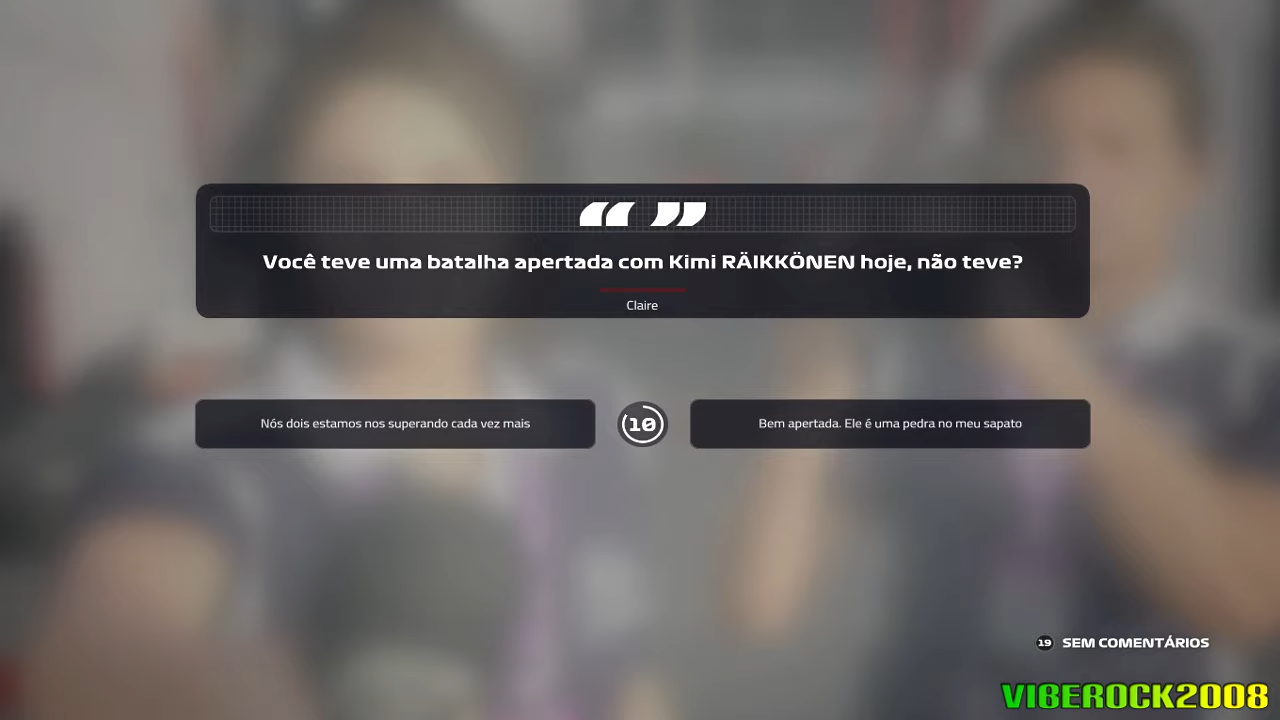 Você teve uma batalha apertada com Kimi RÄIKKÖNEN hoje, não teve?
Claire
Nós dois estamos nos superando cada vez mais
10
Bem apertada. Ele é uma pedra no meu sapato
19 SEM COMENTÁRIOS
VIBEROCK2008